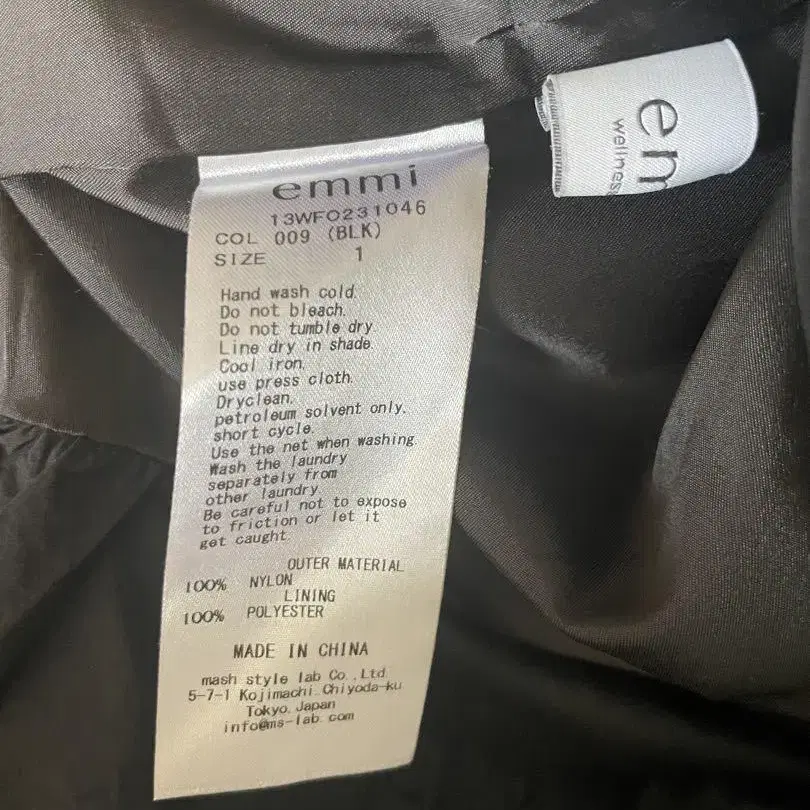 emmi
13WFO231046
COL 009 (BLK)
SIZE 1
Hand wash cold.
Do not bleach.
Do not tumble dry.
Line dry in shade.
Cool iron.
use press cloth.
Dryclean.
petroleum solvent only.
short cycle.
Use the net when washing.
Wash the laundry
separately from
other laundry.
Be careful not to expose
to friction or let it
get caught.
OUTER MATERIAL
100% NYLON
LINING
100% POLYESTER
MADE IN CHINA
mash style lab Co.,Ltd.
5-7-1 Kojimachi.Chiyoda-ku
Tokyo.Japan
info@ms-lab.com
em
wellness